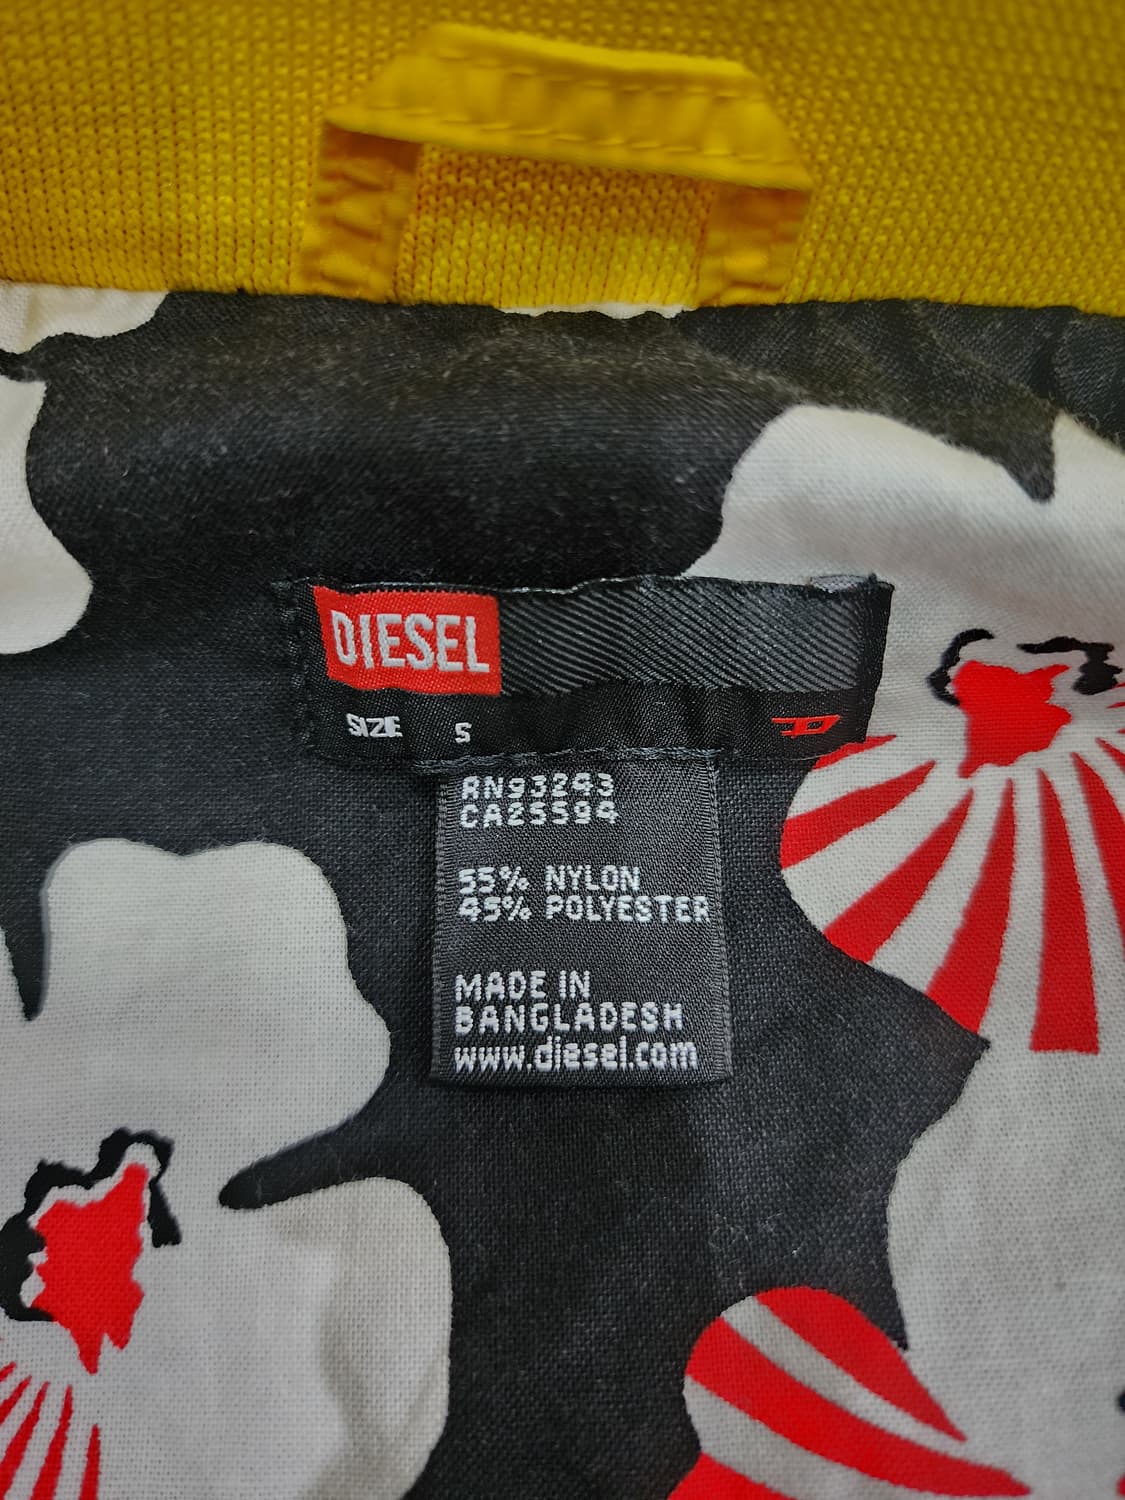 DIESEL
SIZE S
RN93243
CA25594
55% NYLON
45% POLYESTER
MADE IN
BANGLADESH
www.diesel.com